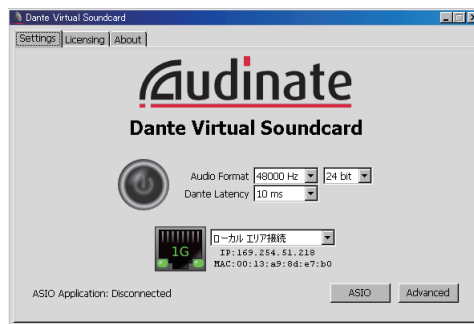 Dante Virtual Soundcard
Settings Licensing About
Audinate
Dante Virtual Soundcard
Audio Format 48000 Hz 24 bit
Dante Latency 10 ms
1G
ローカル エリア接続
IP:169.254.51.218
MAC:00:13:a9:8d:e7:b0
ASIO Application: Disconnected
ASIO Advanced